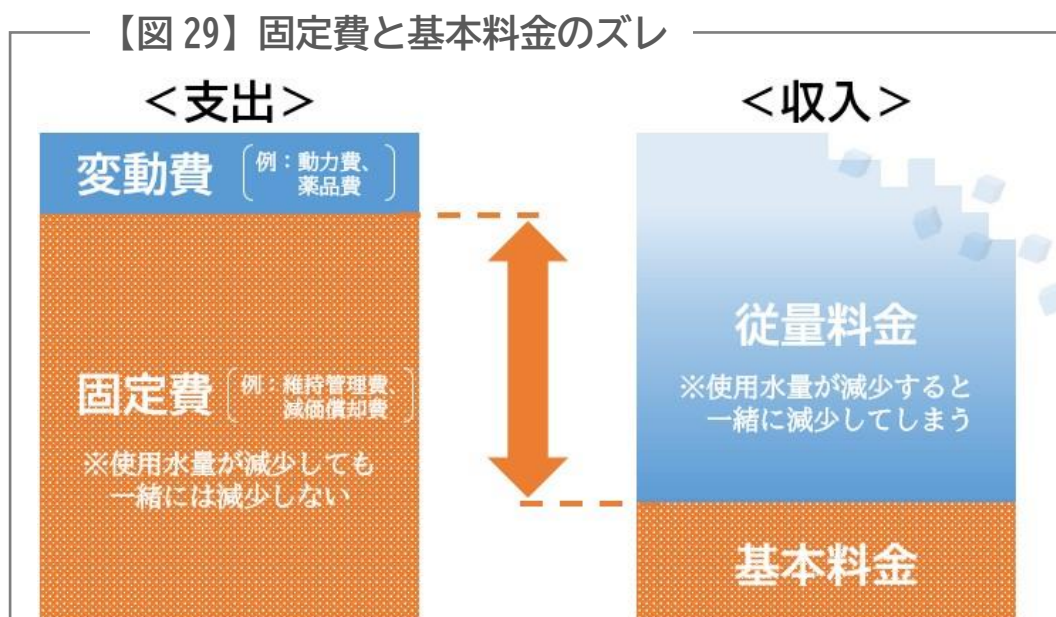 【図 29】固定費と基本料金のズレ
＜支出＞
変動費
例：動力費、
薬品費
固定費
例：維持管理費、
減価償却費
※使用水量が減少しても
一緒には減少しない
＜収入＞
従量料金
※使用水量が減少すると
一緒に減少してしまう
基本料金